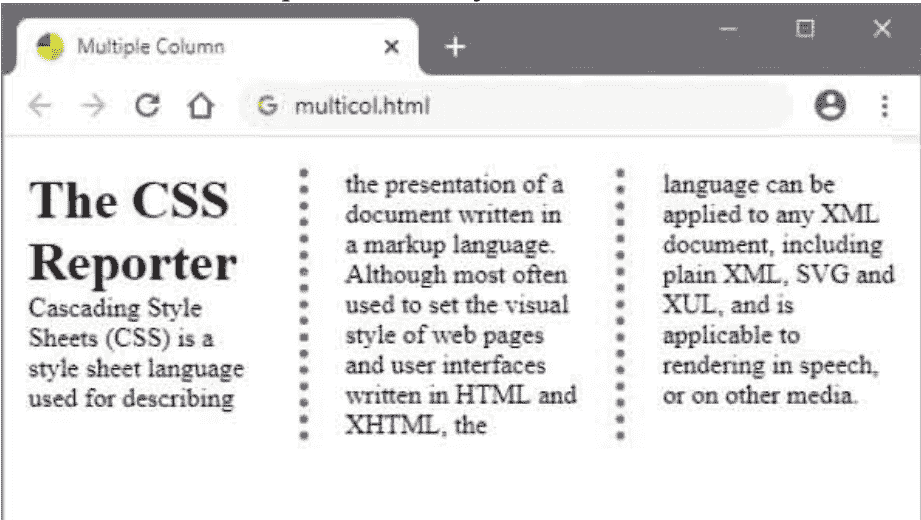 Multiple Column
multicol.html
The CSS
Reporter
Cascading Style
Sheets (CSS) is a
style sheet language
used for describing
the presentation of a
document written in
a markup language.
Although most often
used to set the visual
style of web pages
and user interfaces
written in HTML and
XHTML, the
language can be
applied to any XML
document, including
plain XML, SVG and
XUL, and is
applicable to
rendering in speech,
or on other media.